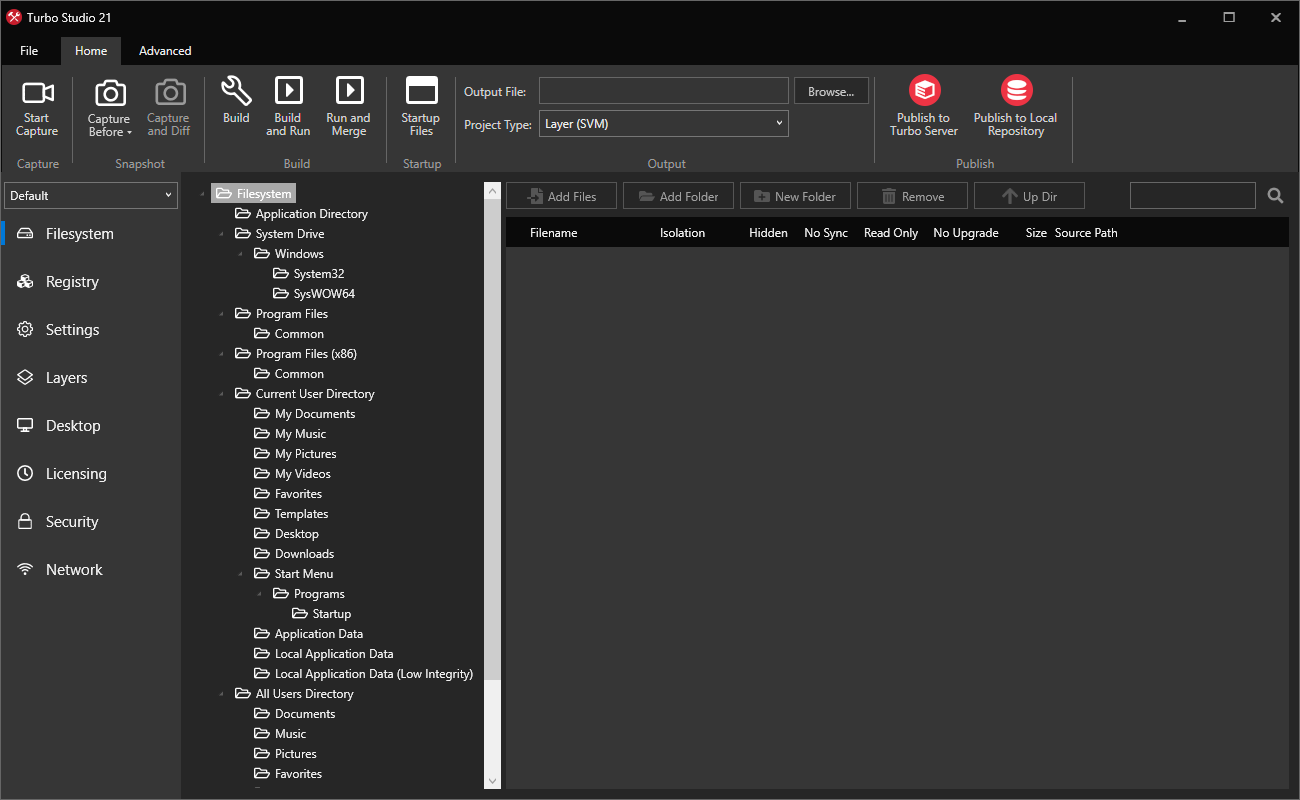 Turbo Studio 21
File Home Advanced
Start Capture
Capture Before
Capture and Diff
Build
Build and Run
Run and Merge
Startup Files
Output File:
Browse...
Project Type: Layer (SVM)
Publish to Turbo Server
Publish to Local Repository
Capture Snapshot Build Startup Output Publish
Default
Filesystem
Registry
Settings
Layers
Desktop
Licensing
Security
Network
Filesystem
Application Directory
System Drive
Windows
System32
SysWOW64
Program Files
Common
Program Files (x86)
Common
Current User Directory
My Documents
My Music
My Pictures
My Videos
Favorites
Templates
Desktop
Downloads
Start Menu
Programs
Startup
Application Data
Local Application Data
Local Application Data (Low Integrity)
All Users Directory
Documents
Music
Pictures
Favorites
Add Files Add Folder New Folder Remove Up Dir
Filename Isolation Hidden No Sync Read Only No Upgrade Size Source Path